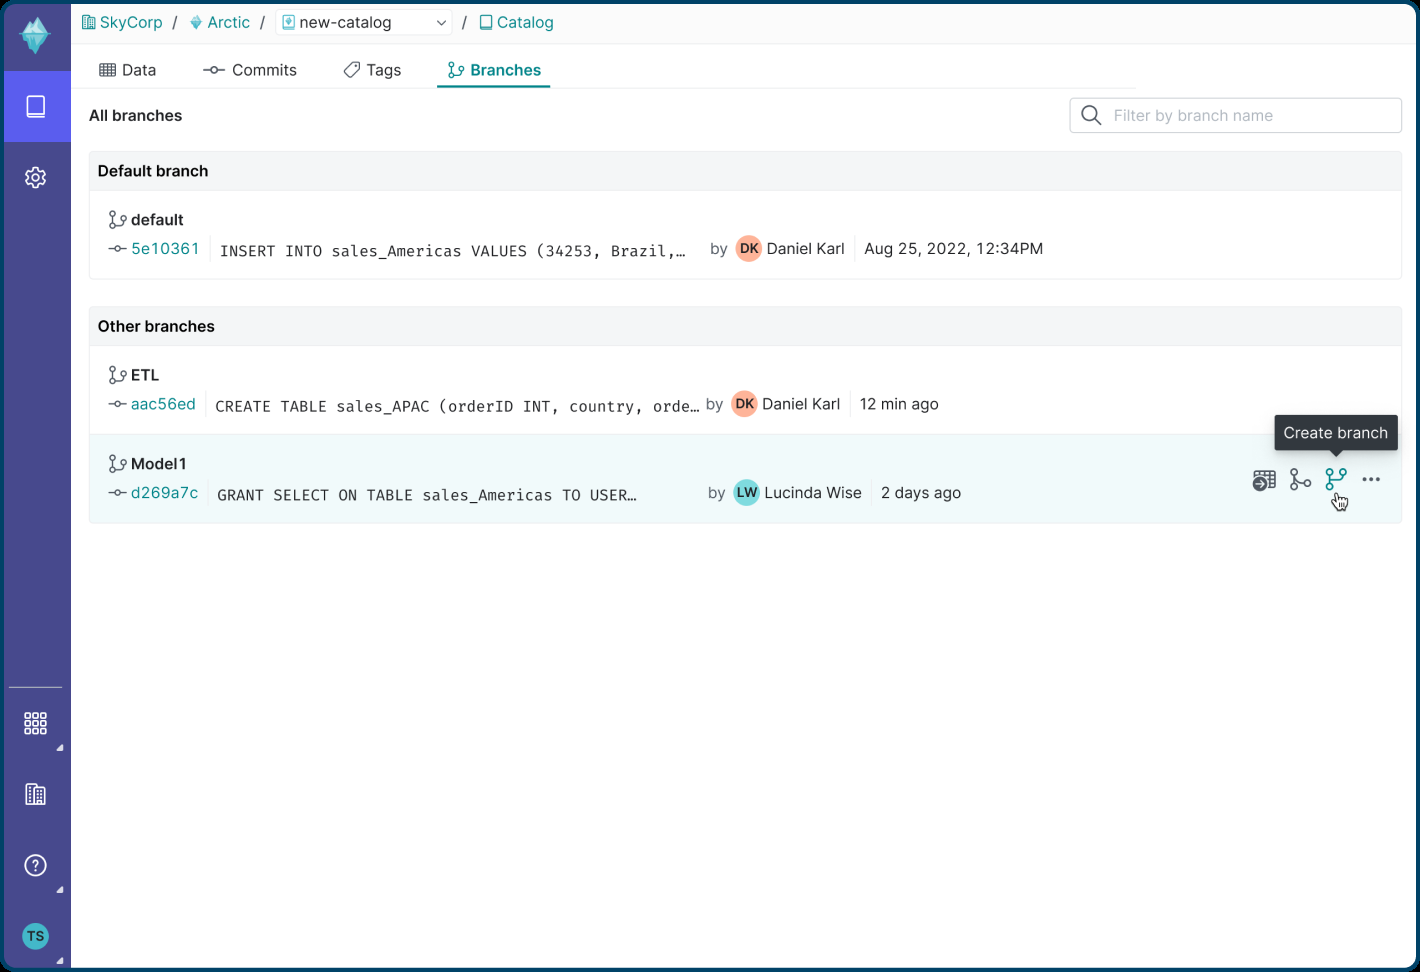 SkyCorp / Arctic / new-catalog / Catalog
Data Commits Tags Branches
All branches
Filter by branch name
Default branch
default
5e10361 INSERT INTO sales_Americas VALUES (34253, Brazil,… by DK Daniel Karl Aug 25, 2022, 12:34PM
Other branches
ETL
aac56ed CREATE TABLE sales_APAC (orderID INT, country, orde… by DK Daniel Karl 12 min ago
Create branch
Model1
d269a7c GRANT SELECT ON TABLE sales_Americas TO USER… by LW Lucinda Wise 2 days ago
TS